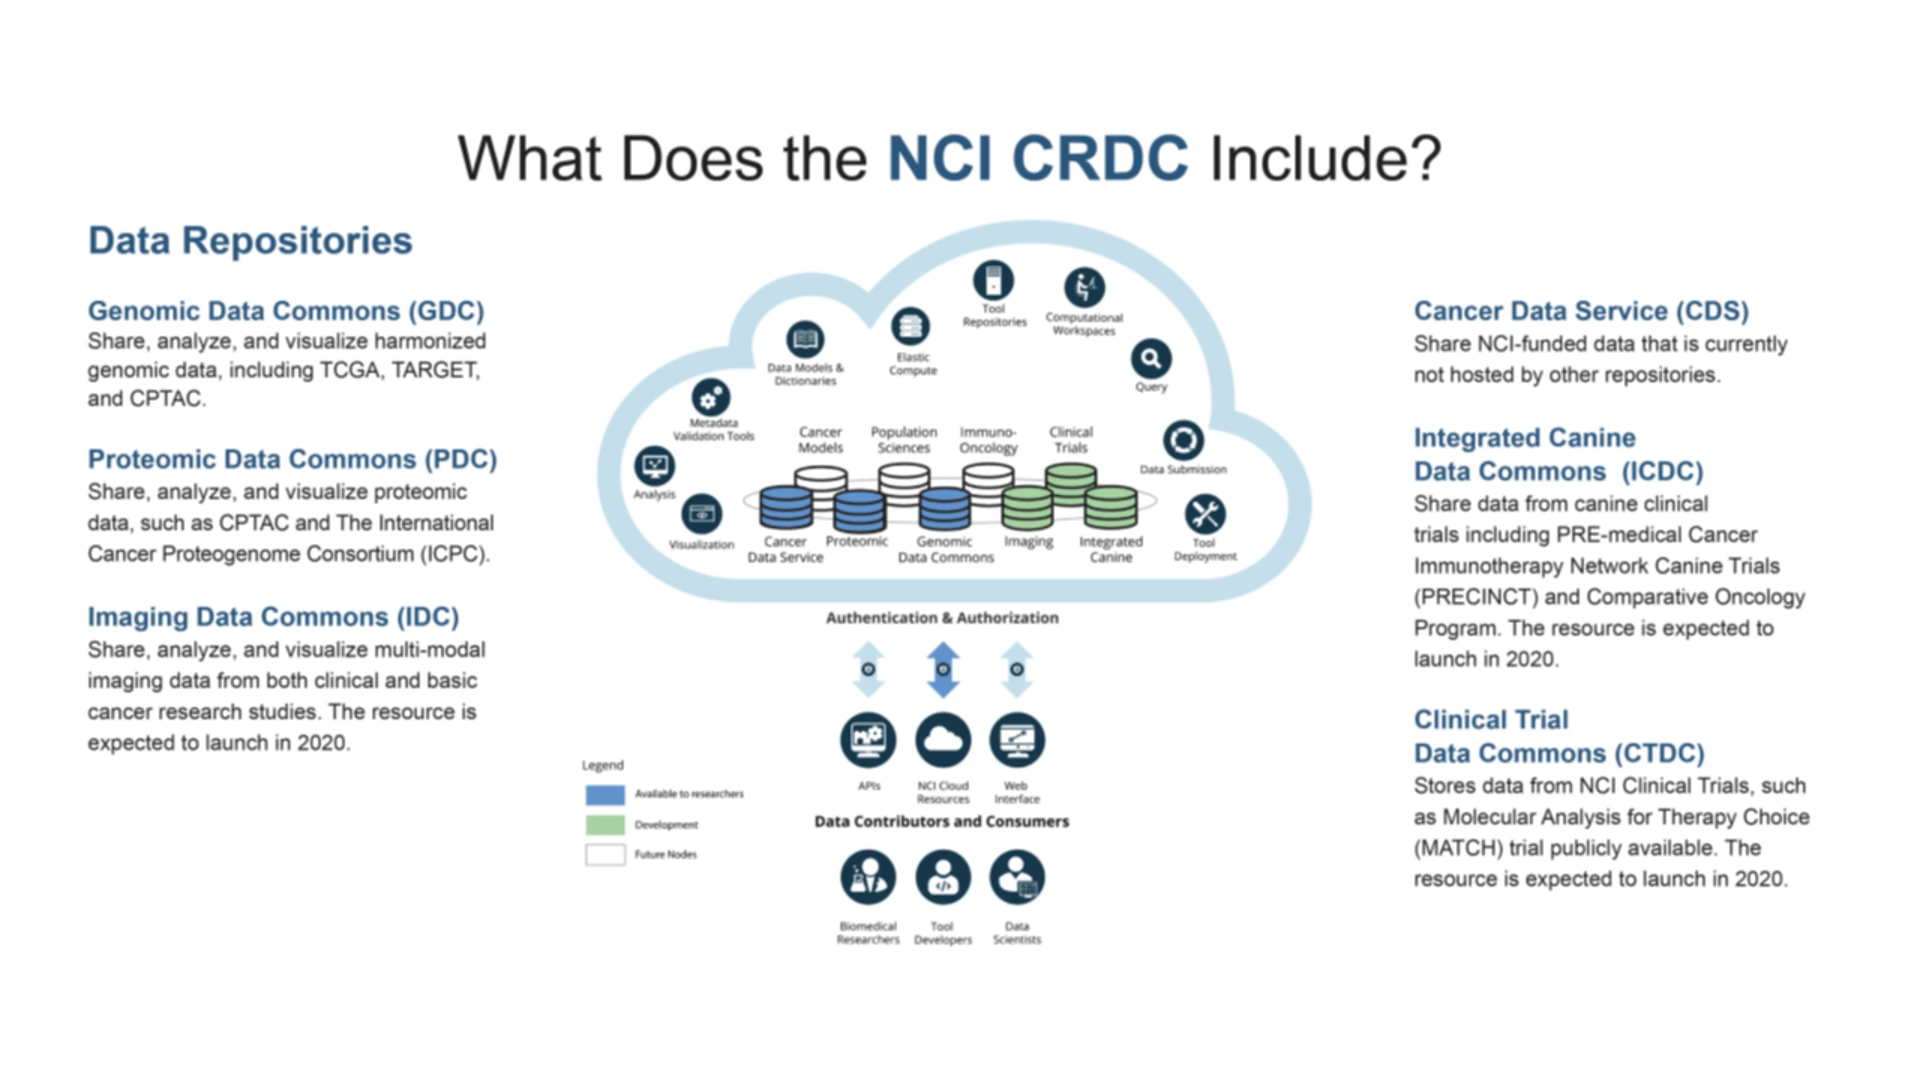 What Does the NCI CRDC Include?
Data Repositories
Genomic Data Commons (GDC)
Share, analyze, and visualize harmonized
genomic data, including TCGA, TARGET,
and CPTAC.
Proteomic Data Commons (PDC)
Share, analyze, and visualize proteomic
data, such as CPTAC and The International
Cancer Proteogenome Consortium (ICPC).
Imaging Data Commons (IDC)
Share, analyze, and visualize multi-modal
imaging data from both clinical and basic
cancer research studies. The resource is
expected to launch in 2020.
Tool
Repositories
Computational
Workspaces
Elastic
Compute
Data Models &
Dictionaries
Query
Metadata
Validation Tools
Analysis
Visualization
Data Submission
Tool
Deployment
Cancer
Models
Population
Sciences
Immuno-
Oncology
Clinical
Trials
Cancer
Data Service
Proteomic
Genomic
Data Commons
Imaging
Integrated
Canine
Authentication & Authorization
APIs
NCI Cloud
Resources
Web
Interface
Data Contributors and Consumers
Biomedical
Researchers
Tool
Developers
Data
Scientists
Legend
Available to researchers
Development
Future Nodes
Cancer Data Service (CDS)
Share NCI-funded data that is currently
not hosted by other repositories.
Integrated Canine
Data Commons (ICDC)
Share data from canine clinical
trials including PRE-medical Cancer
Immunotherapy Network Canine Trials
(PRECINCT) and Comparative Oncology
Program. The resource is expected to
launch in 2020.
Clinical Trial
Data Commons (CTDC)
Stores data from NCI Clinical Trials, such
as Molecular Analysis for Therapy Choice
(MATCH) trial publicly available. The
resource is expected to launch in 2020.